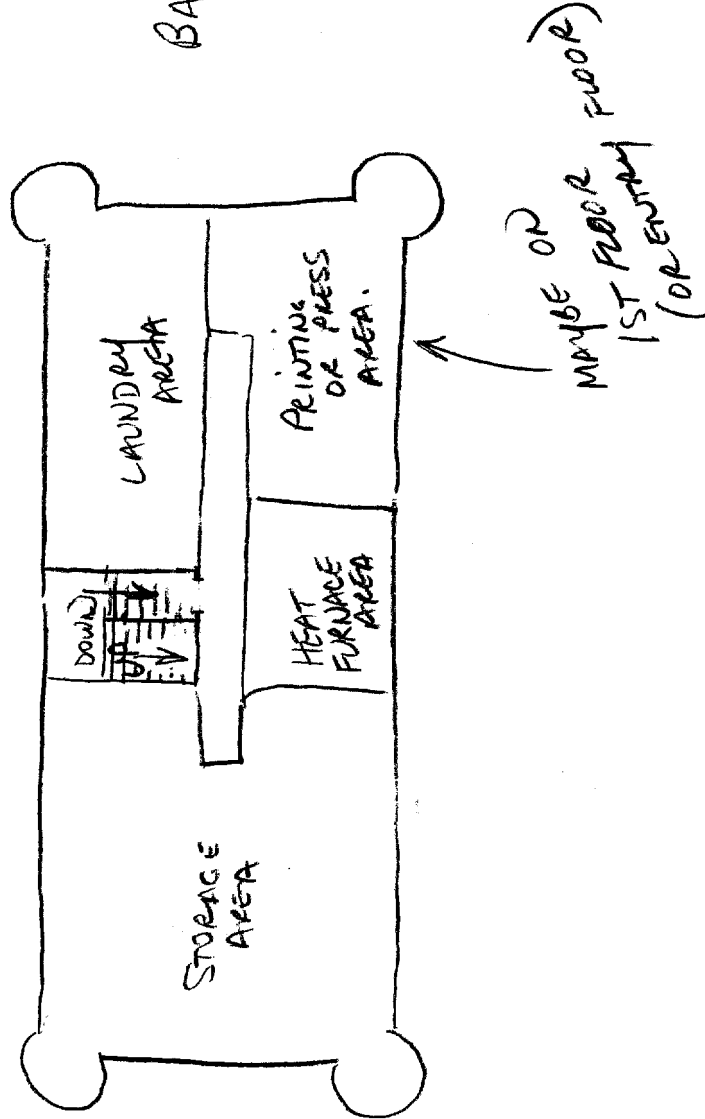 BA
LAUNDRY
AREA
PRINTING
OR PRESS
AREA.
DOWN
UP
HEAT
FURNACE
AREA
STORAGE
AREA
MAYBE ON
1ST FLOOR
(OR ENTRY FLOOR)